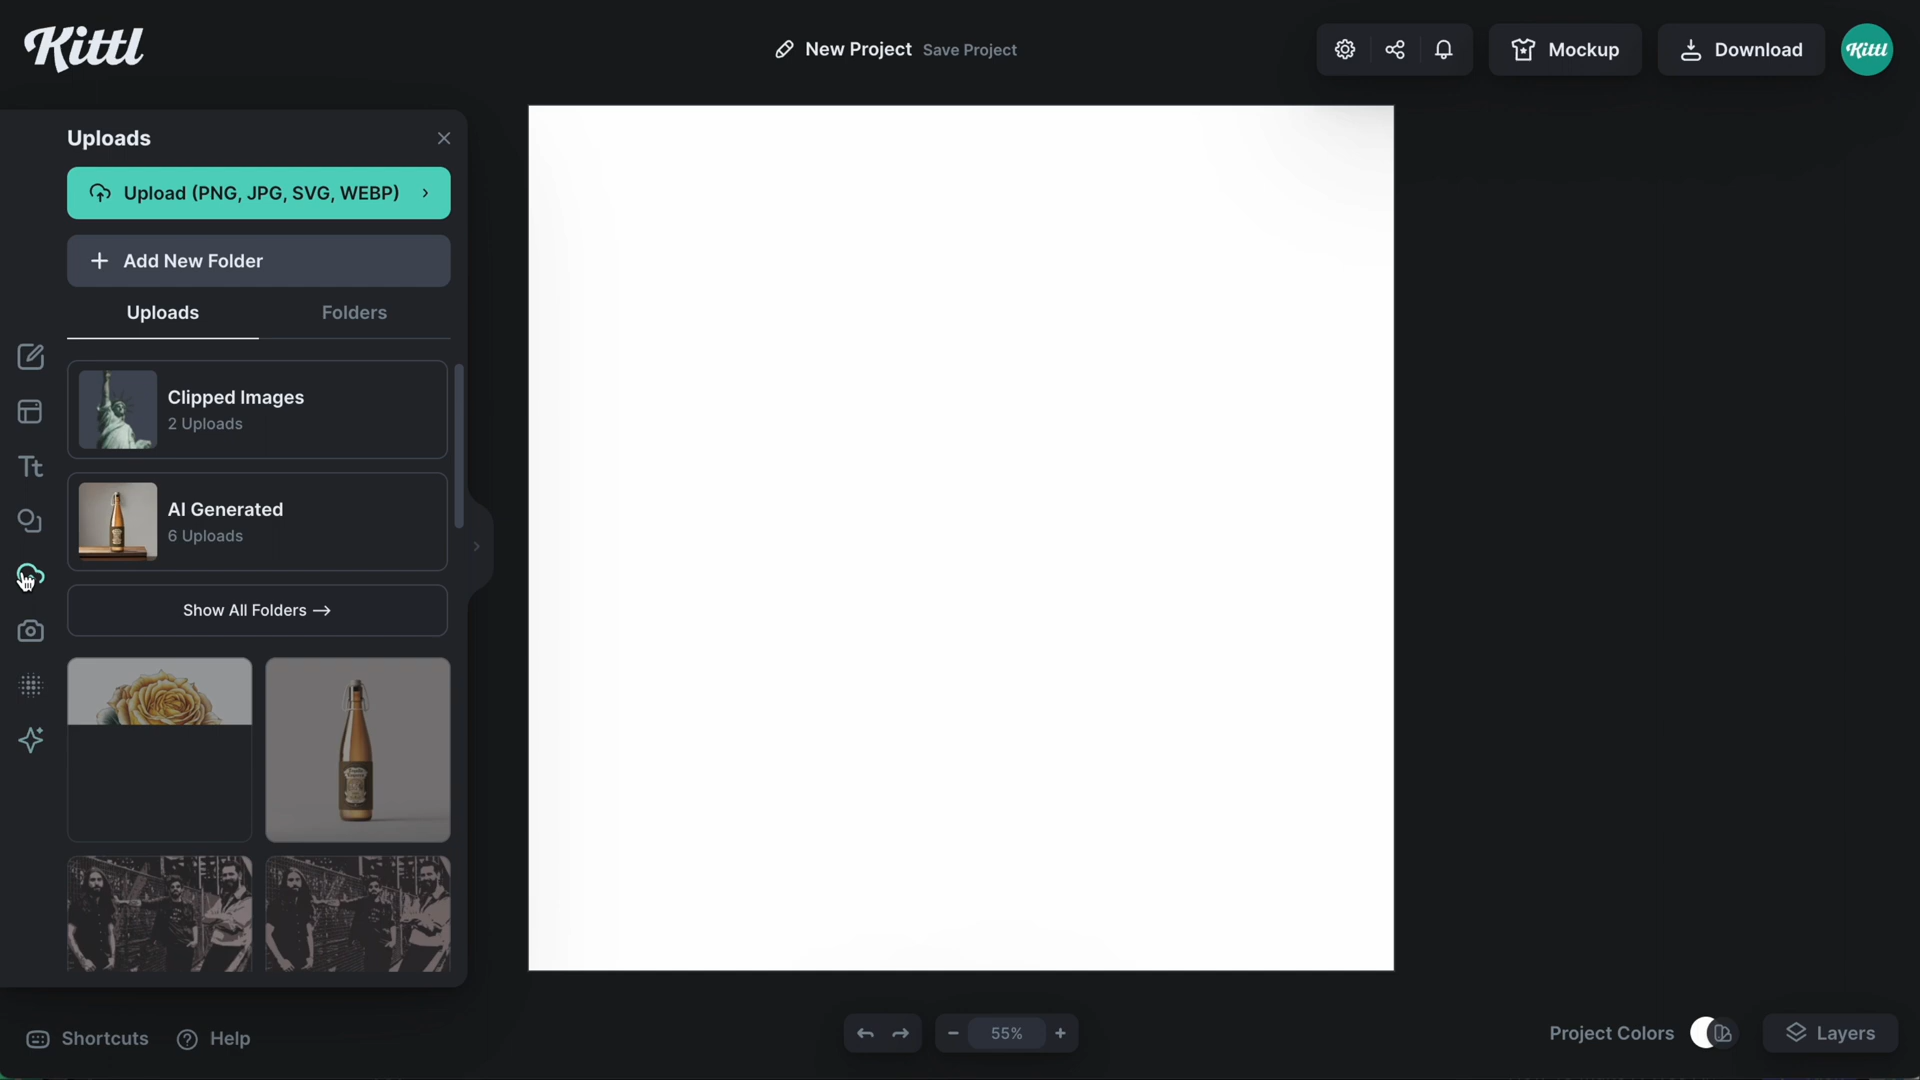 Kittl
New Project Save Project
Mockup
Download
Kittl
Uploads
Upload (PNG, JPG, SVG, WEBP)
Add New Folder
Uploads Folders
Clipped Images
2 Uploads
AI Generated
6 Uploads
Show All Folders →
Tt
Shortcuts
Help
55%
Project Colors
Layers